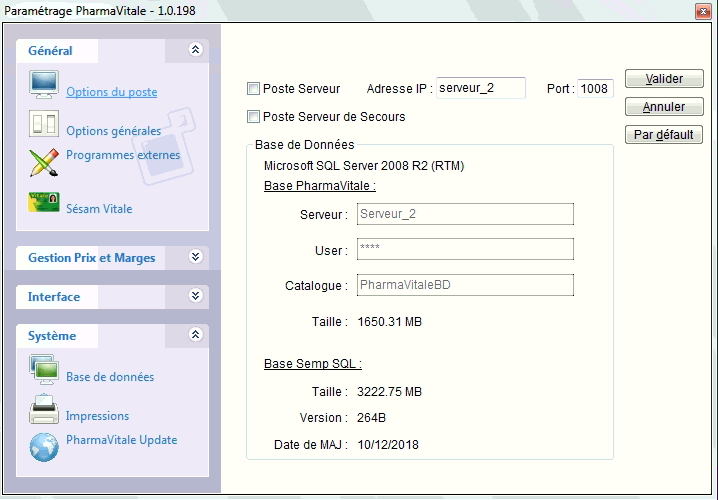 Paramétrage PharmaVitale - 1.0.198
Général
Options du poste
Options générales
Programmes externes
Sésam Vitale
Gestion Prix et Marges
Interface
Système
Base de données
Impressions
PharmaVitale Update
Poste Serveur Adresse IP : serveur_2 Port : 1008
Poste Serveur de Secours
Base de Données
Microsoft SQL Server 2008 R2 (RTM)
Base PharmaVitale :
Serveur : Serveur_2
User : ****
Catalogue : PharmaVitaleBD
Taille : 1650.31 MB
Base Semp SQL :
Taille : 3222.75 MB
Version : 264B
Date de MAJ : 10/12/2018
Valider
Annuler
Par défault